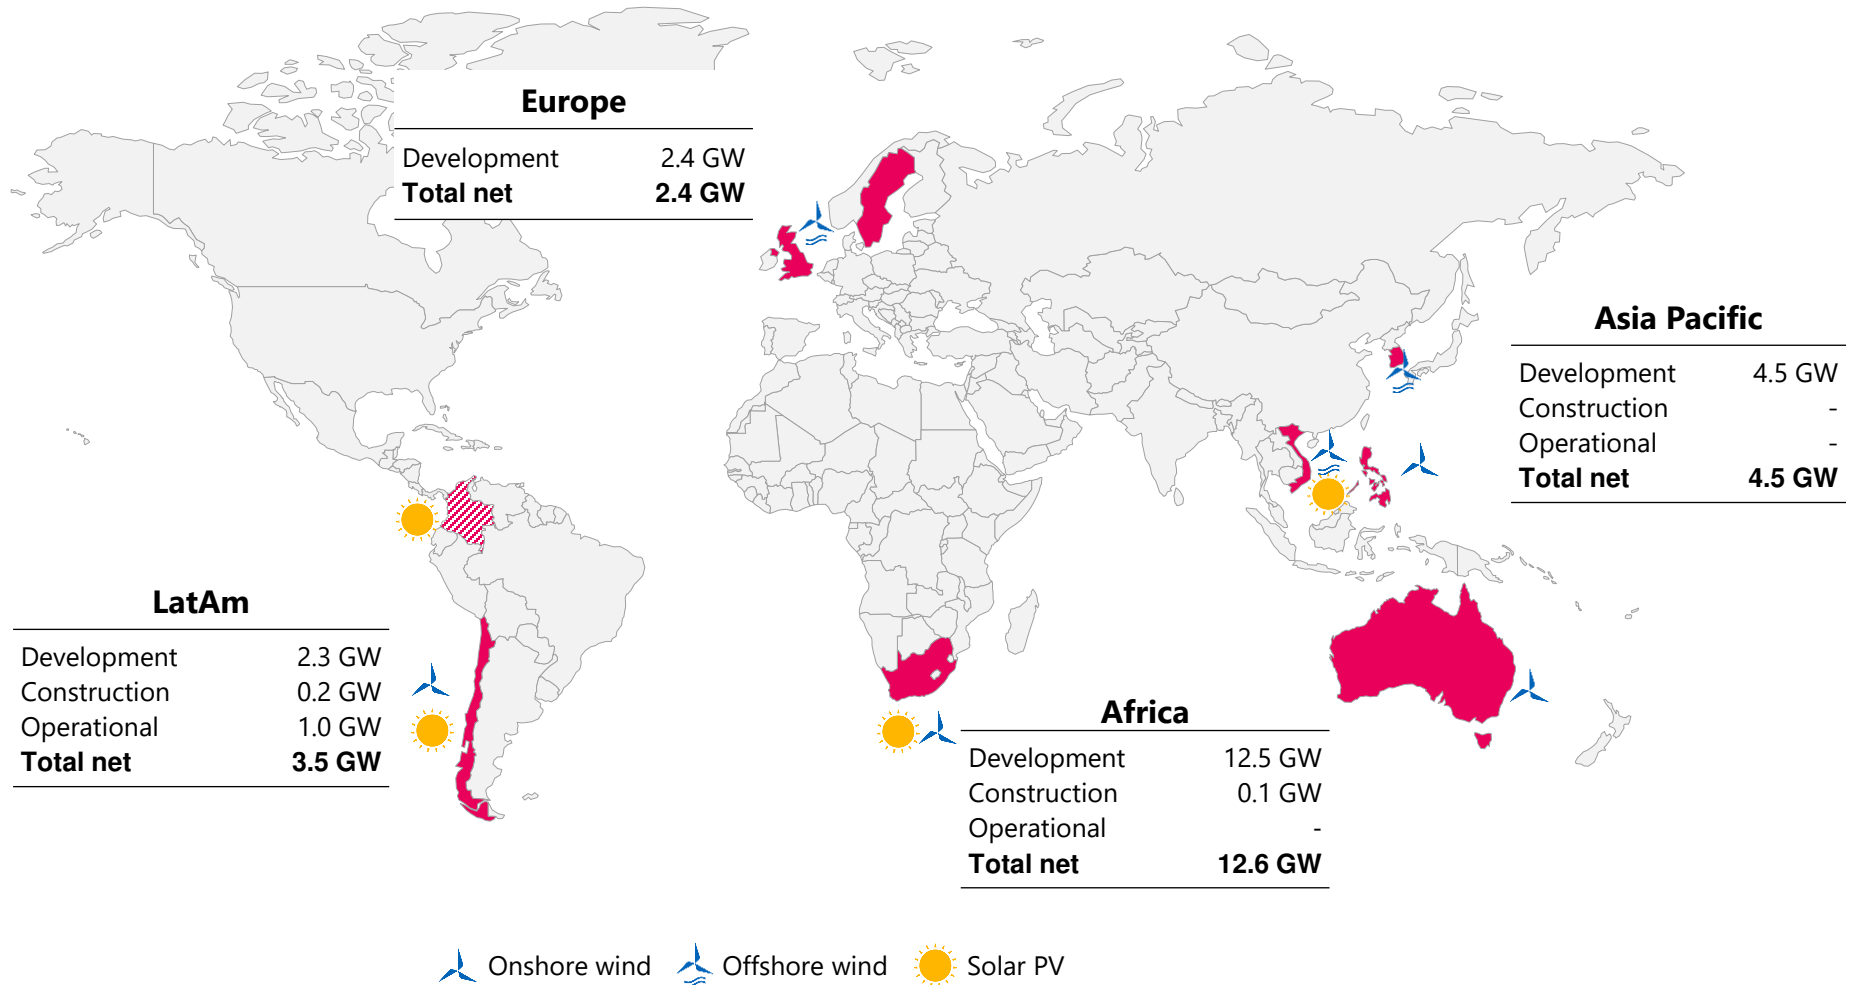 Europe
Development 2.4 GW
Total net 2.4 GW
Asia Pacific
Development 4.5 GW
Construction -
Operational -
Total net 4.5 GW
LatAm
Development 2.3 GW
Construction 0.2 GW
Operational 1.0 GW
Total net 3.5 GW
Africa
Development 12.5 GW
Construction 0.1 GW
Operational -
Total net 12.6 GW
Onshore wind Offshore wind Solar PV